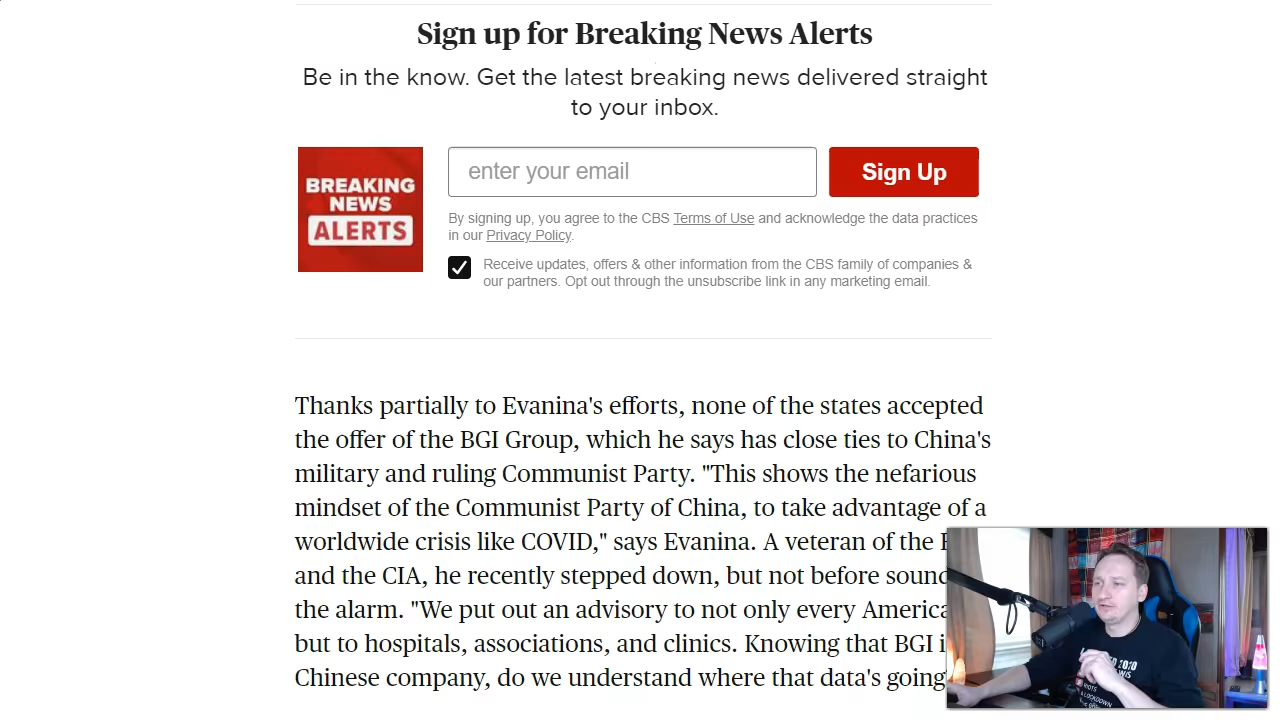 Sign up for Breaking News Alerts
Be in the know. Get the latest breaking news delivered straight
to your inbox.
BREAKING
NEWS
ALERTS
enter your email
Sign Up
By signing up, you agree to the CBS Terms of Use and acknowledge the data practices
in our Privacy Policy.
Receive updates, offers & other information from the CBS family of companies &
our partners. Opt out through the unsubscribe link in any marketing email.
Thanks partially to Evanina's efforts, none of the states accepted
the offer of the BGI Group, which he says has close ties to China's
military and ruling Communist Party. "This shows the nefarious
mindset of the Communist Party of China, to take advantage of a
worldwide crisis like COVID," says Evanina. A veteran of the
and the CIA, he recently stepped down, but not before sound
the alarm. "We put out an advisory to not only every America
but to hospitals, associations, and clinics. Knowing that BGI i
Chinese company, do we understand where that data's going
2020
LOCKDOWN